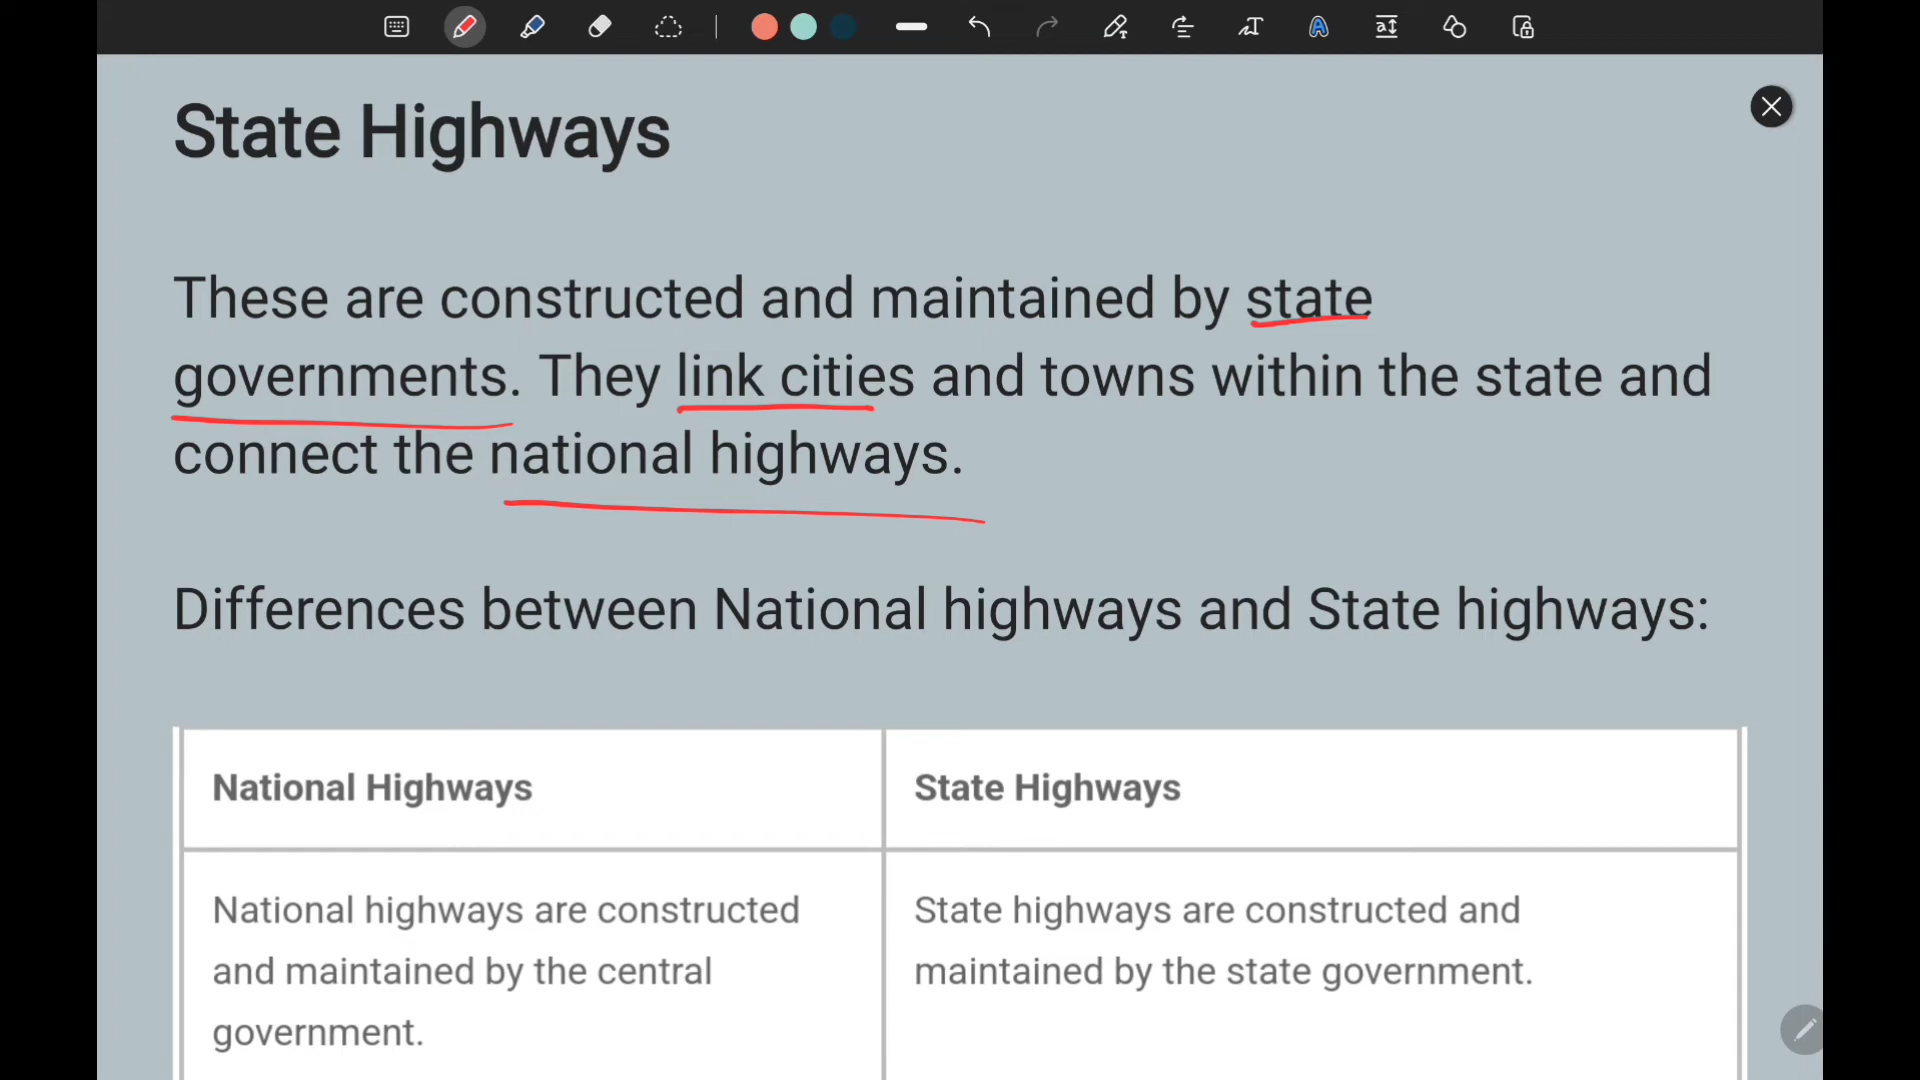 State Highways
These are constructed and maintained by state
governments. They link cities and towns within the state and
connect the national highways.
Differences between National highways and State highways:
National Highways
State Highways
National highways are constructed
and maintained by the central
government.
State highways are constructed and
maintained by the state government.